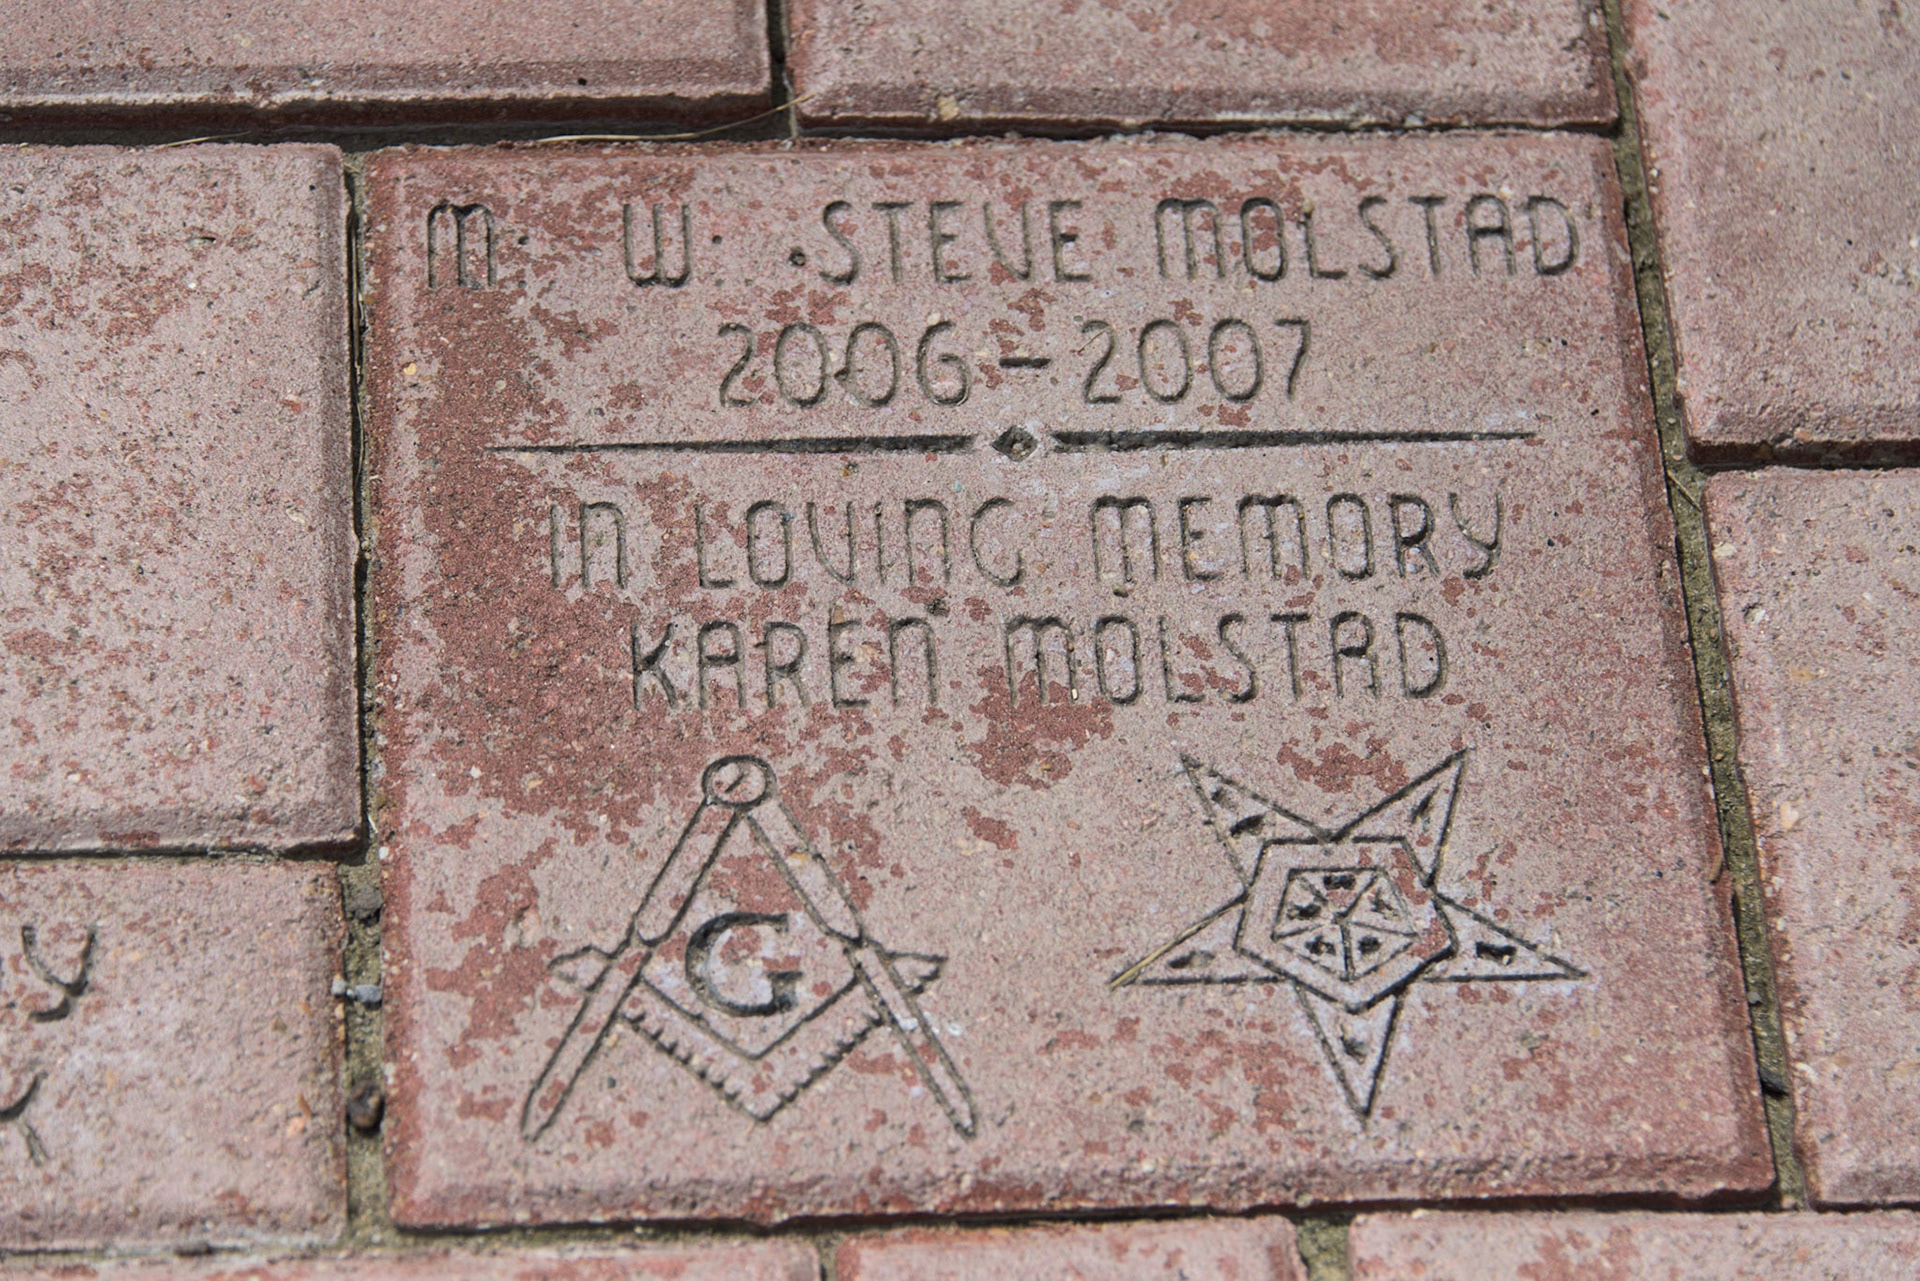 M. W. .STEVE MOLSTAD
2006-2007
IN LOVING MEMORY
KAREN MOLSTAD
G